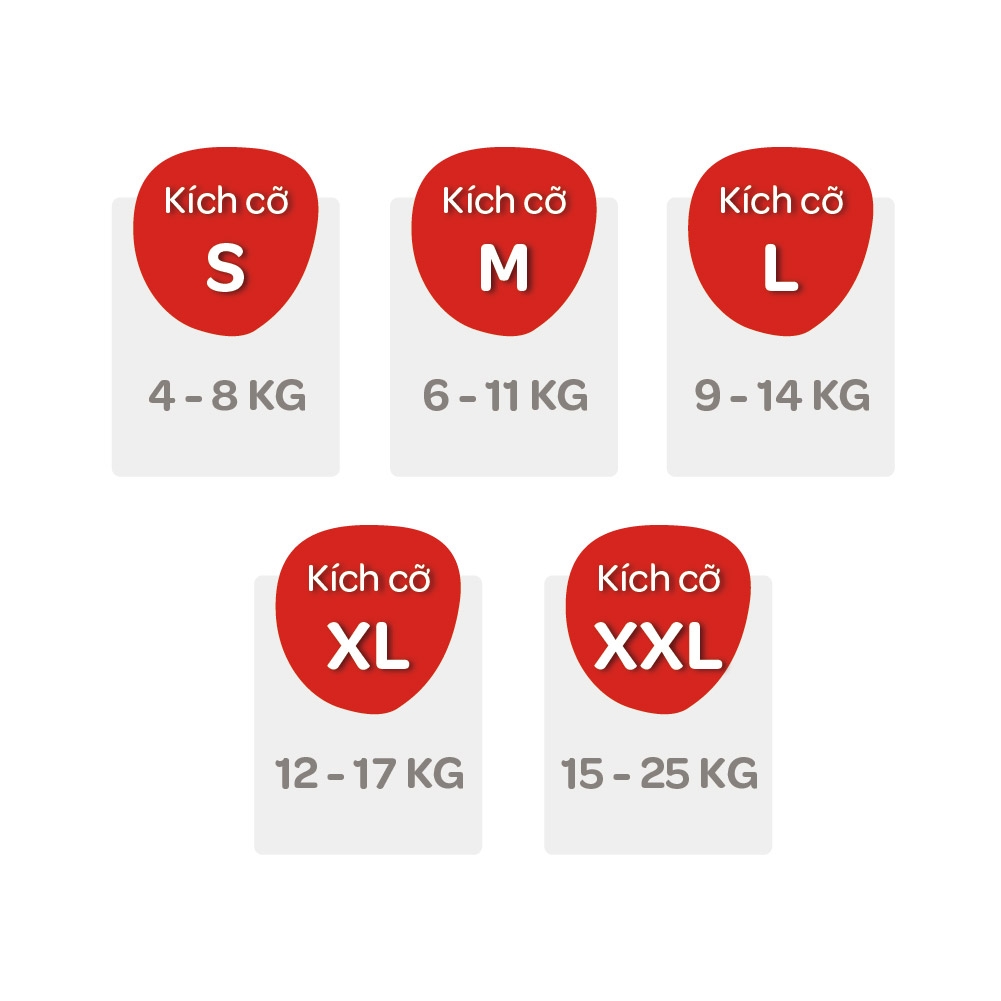 Kích cỡ
S
4 - 8 KG
Kích cỡ
M
6 - 11 KG
Kích cỡ
L
9 - 14 KG
Kích cỡ
XL
12 - 17 KG
Kích cỡ
XXL
15 - 25 KG